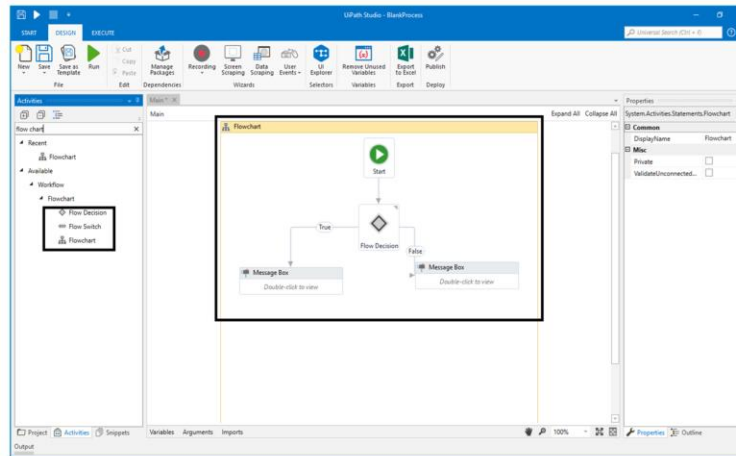 UiPath Studio - BlankProcess
START DESIGN EXECUTE
Universal Search (Ctrl + F)
New Save Save as Template Run
Cut
Copy
Paste
Manage Packages
Recording Screen Scraping Data Scraping User Events
UI Explorer
Remove Unused Variables
Export to Excel
Publish
File Edit Dependencies Wizards Selectors Variables Export Deploy
Activities
flow chart
Recent
Flowchart
Available
Workflow
Flowchart
Flow Decision
Flow Switch
Flowchart
Project Activities Snippets
Main* X
Main Expand All Collapse All
Flowchart
Start
True
Flow Decision
False
Message Box
Double-click to view
Message Box
Double-click to view
Variables Arguments Imports 100%
Properties
System.Activities.Statements.Flowchart
Common
DisplayName Flowchart
Misc
Private
ValidateUnconnected...
Properties Outline
Output